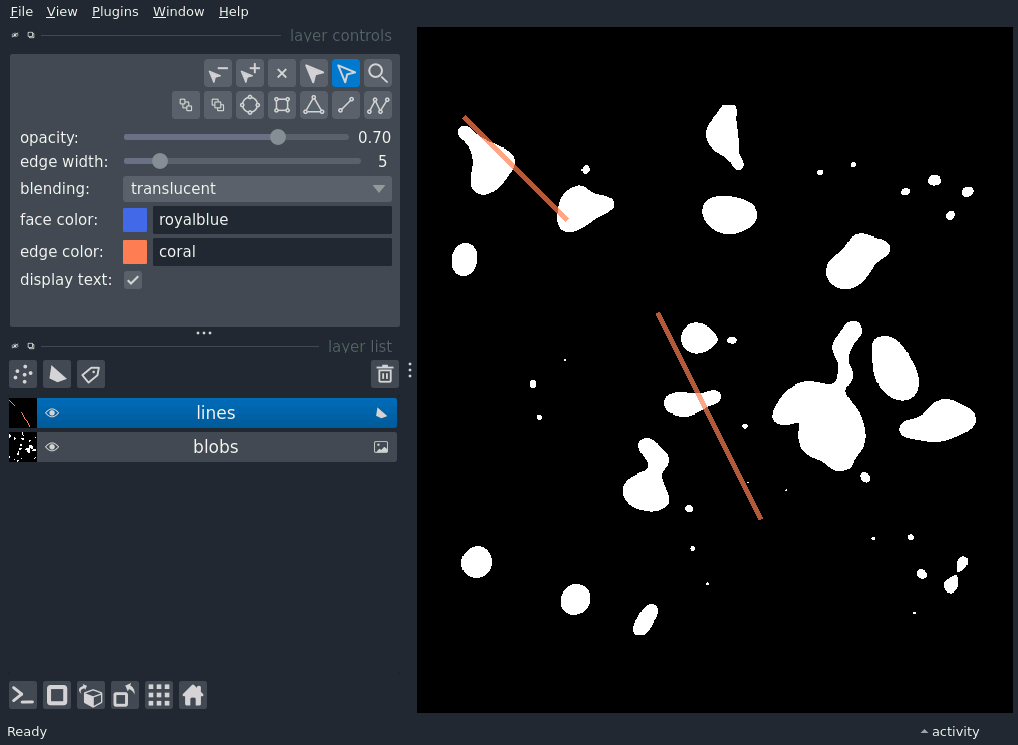 File View Plugins Window Help
layer controls
opacity: 0.70
edge width: 5
blending: translucent
face color: royalblue
edge color: coral
display text:
layer list
lines
blobs
Ready activity